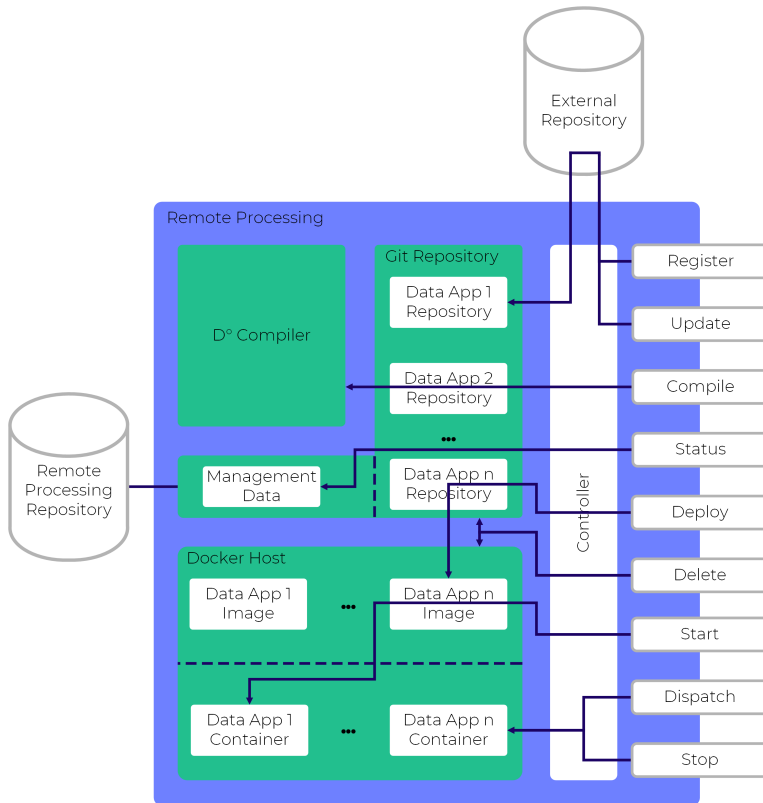 External
Repository
Remote Processing
Git Repository
Register
Data App 1
Repository
Update
D° Compiler
Data App 2
Repository
Compile
...
Status
Remote
Processing
Repository
Management
Data
Data App n
Repository
Controller
Deploy
Docker Host
Delete
Data App 1
Image
...
Data App n
Image
Start
Dispatch
Data App 1
Container
...
Data App n
Container
Stop